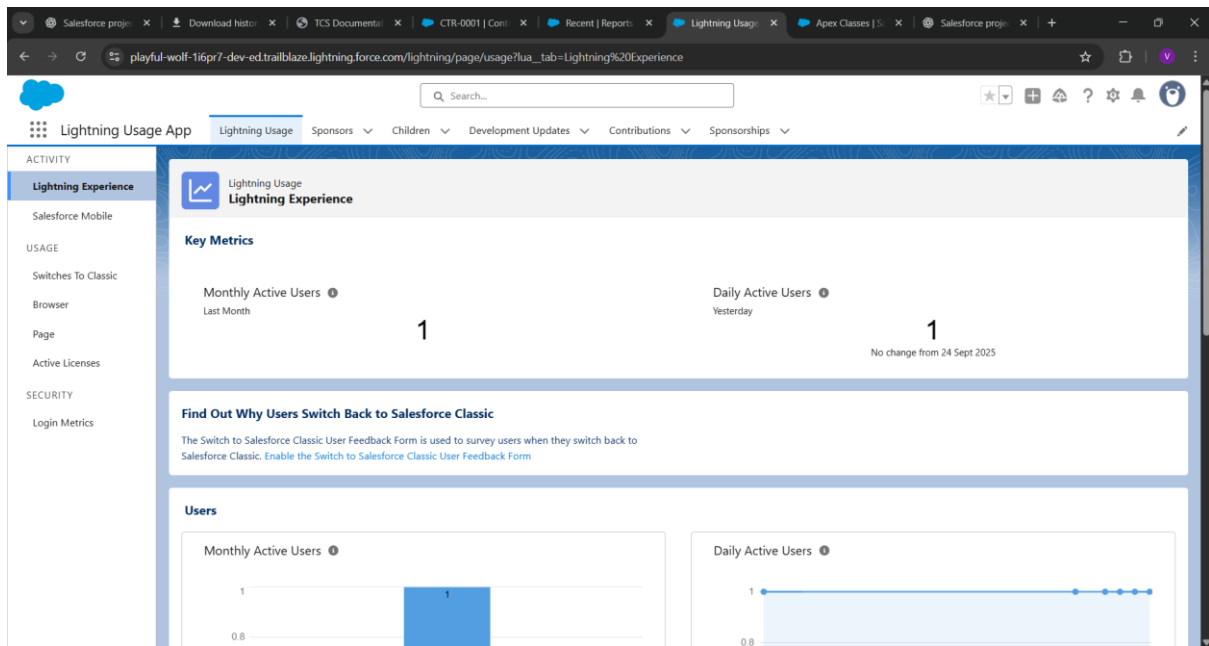 Salesforce projec
Download histor
TCS Documentat
CTR-0001 | Cont
Recent | Reports
Lightning Usage
Apex Classes | Sa
Salesforce projec
playful-wolf-1i6pr7-dev-ed.trailblaze.lightning.force.com/lightning/page/usage?lua__tab=Lightning%20Experience
V
Search...
Lightning Usage App
Lightning Usage
Sponsors
Children
Development Updates
Contributions
Sponsorships
ACTIVITY
Lightning Experience
Salesforce Mobile
USAGE
Switches To Classic
Browser
Page
Active Licenses
SECURITY
Login Metrics
Lightning Usage
Lightning Experience
Key Metrics
Monthly Active Users
Last Month
1
Daily Active Users
Yesterday
1
No change from 24 Sept 2025
Find Out Why Users Switch Back to Salesforce Classic
The Switch to Salesforce Classic User Feedback Form is used to survey users when they switch back to
Salesforce Classic. Enable the Switch to Salesforce Classic User Feedback Form
Users
Monthly Active Users
1
1
0.8
Daily Active Users
1
0.8